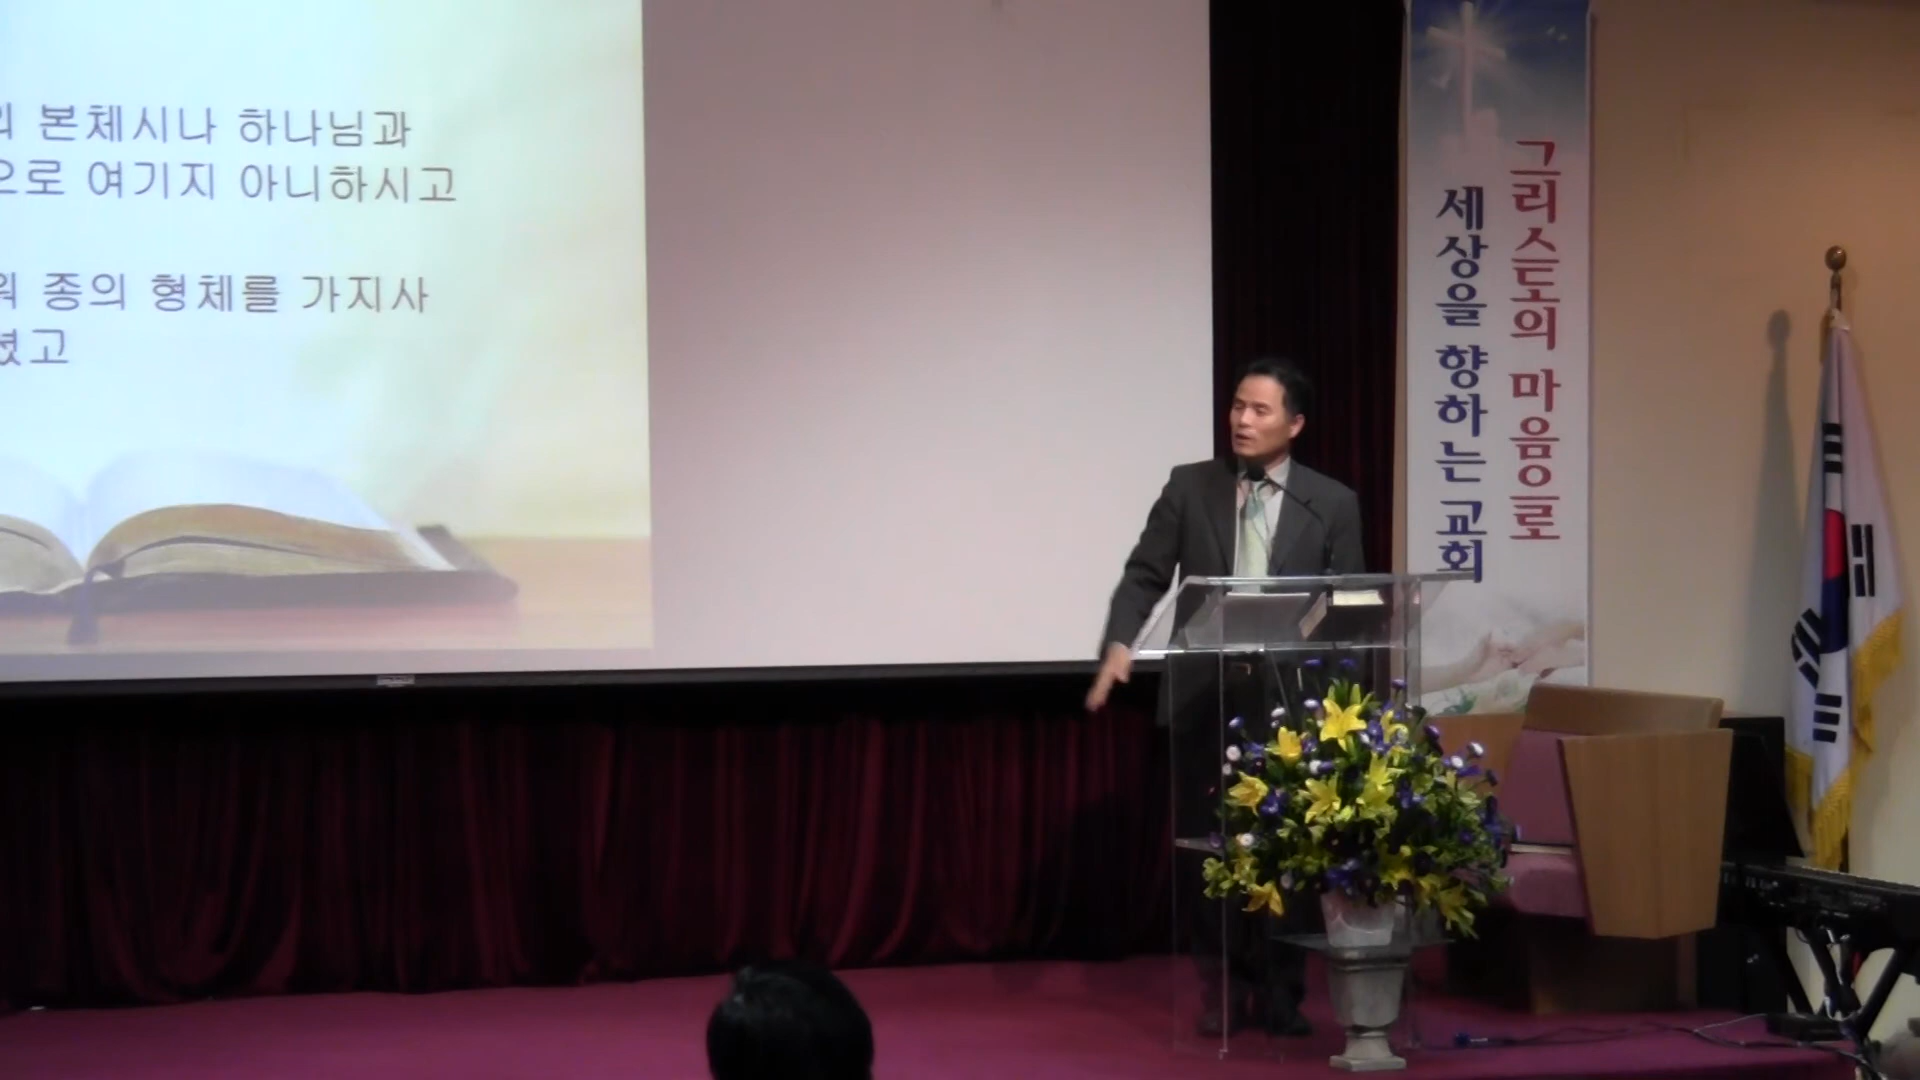 본체시나 하나님과
으로 여기지 아니하시고
종의 형체를 가지사
셨고
그리스도의 마음으로
세상을 향하는 교회